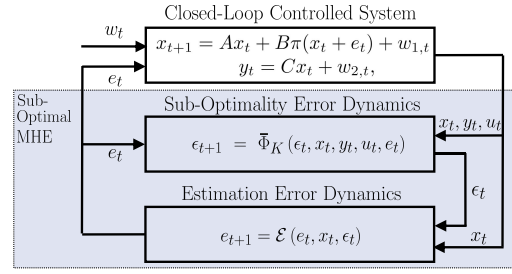 Closed-Loop Controlled System
w_t
x_{t+1} = Ax_t + Bπ(x_t + e_t) + w_{1,t}
y_t = Cx_t + w_{2,t},
e_t
Sub-
Optimal
MHE
Sub-Optimality Error Dynamics
x_t, y_t, u_t
ϵ_{t+1} = Φ̄_K (ϵ_t, x_t, y_t, u_t, e_t)
e_t
ϵ_t
Estimation Error Dynamics
e_{t+1} = ℰ (e_t, x_t, ϵ_t)
x_t